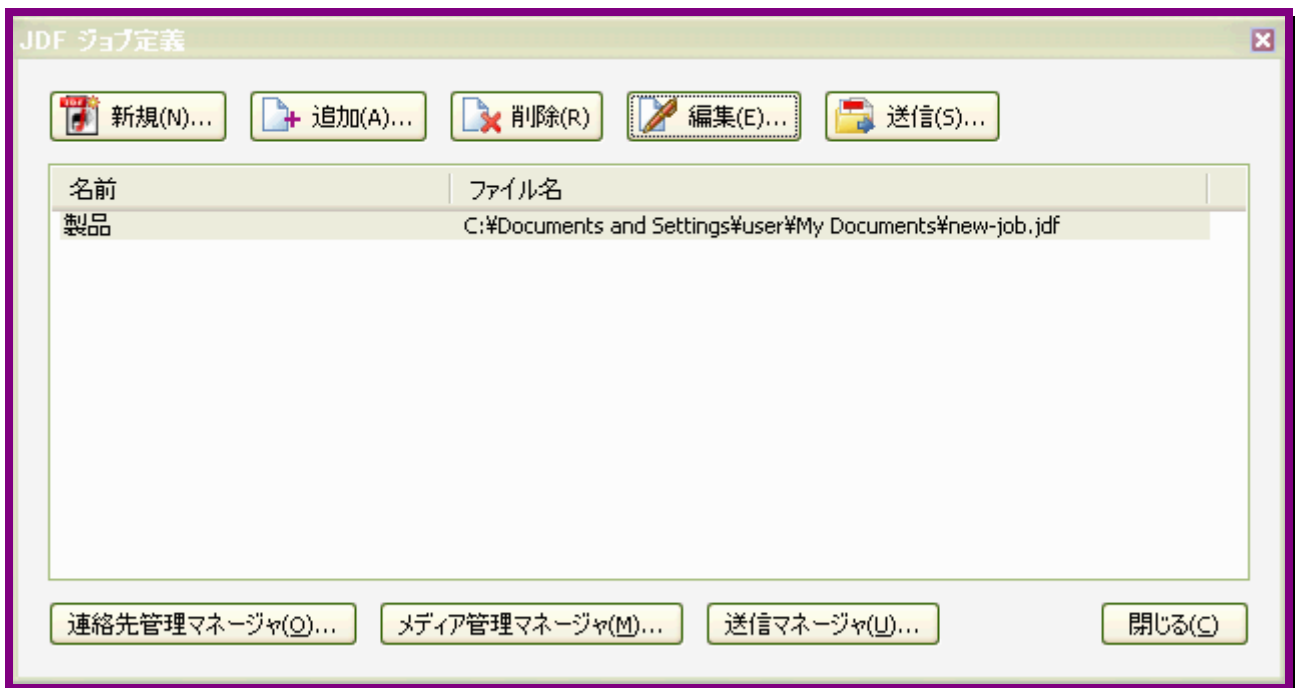 JDF ジョブ定義
新規(N)... 追加(A)... 削除(R) 編集(E)... 送信(S)...
名前 ファイル名
製品 C:¥Documents and Settings¥user¥My Documents¥new-job.jdf
連絡先管理マネージャ(O)... メディア管理マネージャ(M)... 送信マネージャ(U)... 閉じる(C)